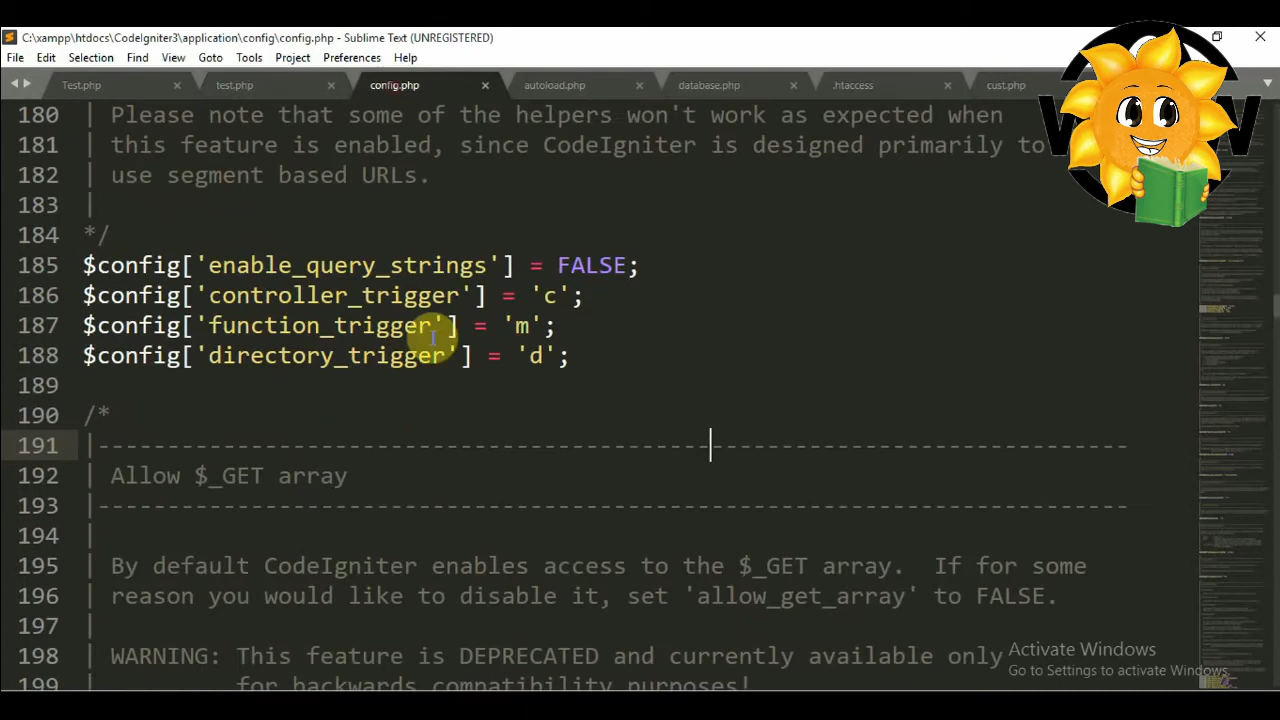 C:\xampp\htdocs\CodeIgniter3\application\config\config.php - Sublime Text (UNREGISTERED)
File Edit Selection Find View Goto Tools Project Preferences Help
Test.php test.php config.php autoload.php database.php .htaccess cust.php
180 | Please note that some of the helpers won't work as expected when
181 | this feature is enabled, since CodeIgniter is designed primarily to
182 | use segment based URLs.
183 |
184 */
185 $config['enable_query_strings'] = FALSE;
186 $config['controller_trigger'] = 'c';
187 $config['function_trigger'] = 'm';
188 $config['directory_trigger'] = 'd';
189
190 /*
191 |--------------------------------------------------------------------------
192 | Allow $_GET array
193 |--------------------------------------------------------------------------
194 |
195 | By default CodeIgniter enables access to the $_GET array.  If for some
196 | reason you would like to disable it, set 'allow_get_array' to FALSE.
197 |
198 | WARNING: This feature is DEPRECATED and currently available only
199 |          for backwards compatibility purposes!
Activate Windows
Go to Settings to activate Windows.